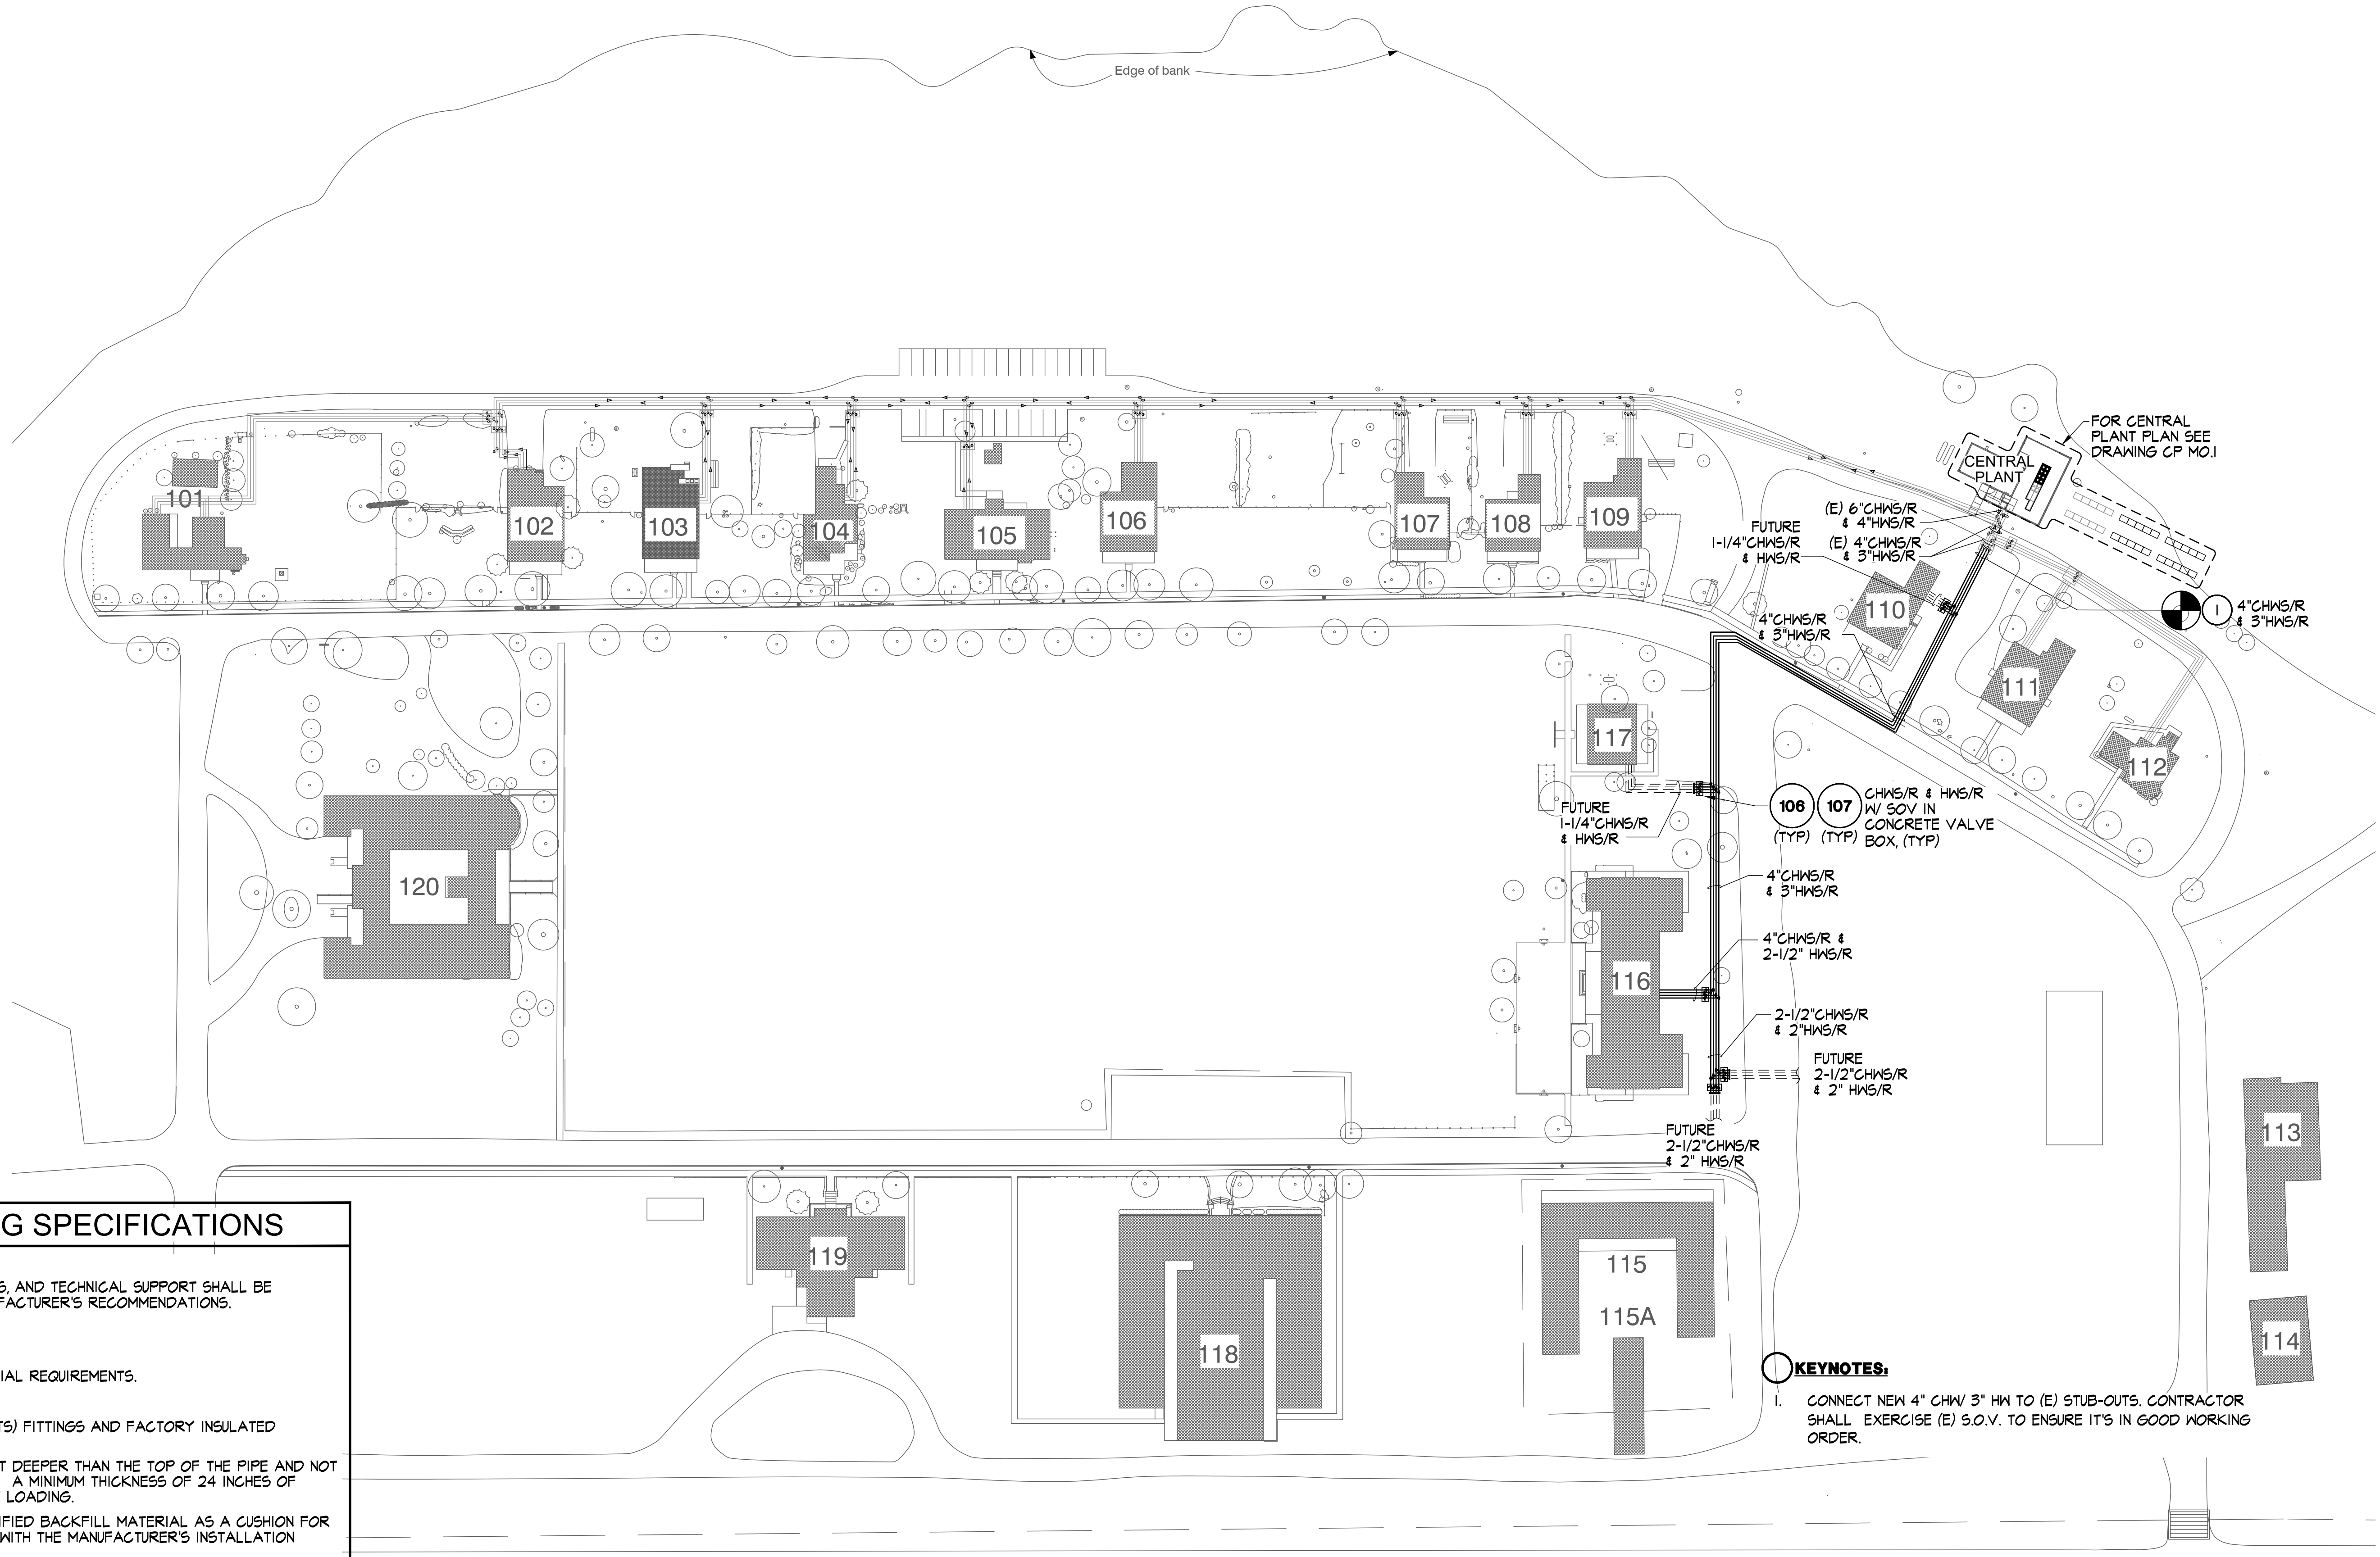 Edge of bank
FOR CENTRAL
PLANT PLAN SEE
DRAWING CP M0.1
CENTRAL
PLANT
(E) 6"CHWS/R
& 4"HWS/R
(E) 4"CHWS/R
& 3"HWS/R
FUTURE
1-1/4"CHWS/R
& HWS/R
101
102
103
104
105
106
107
108
109
110
1
4"CHWS/R
& 3"HWS/R
4"CHWS/R
& 3"HWS/R
111
112
117
FUTURE
1-1/4"CHWS/R
& HWS/R
106
(TYP)
107
(TYP)
CHWS/R & HWS/R
W/ SOV IN
CONCRETE VALVE
BOX, (TYP)
120
4"CHWS/R
& 3"HWS/R
4"CHWS/R &
2-1/2" HWS/R
116
2-1/2"CHWS/R
& 2"HWS/R
FUTURE
2-1/2"CHWS/R
& 2" HWS/R
FUTURE
2-1/2"CHWS/R
& 2" HWS/R
113
114
119
118
115
115A
G SPECIFICATIONS
S, AND TECHNICAL SUPPORT SHALL BE
FACTURER'S RECOMMENDATIONS.
IAL REQUIREMENTS.
TS) FITTINGS AND FACTORY INSULATED
T DEEPER THAN THE TOP OF THE PIPE AND NOT
A MINIMUM THICKNESS OF 24 INCHES OF
LOADING.
IFIED BACKFILL MATERIAL AS A CUSHION FOR
WITH THE MANUFACTURER'S INSTALLATION
KEYNOTES:
1. CONNECT NEW 4" CHW/ 3" HW TO (E) STUB-OUTS. CONTRACTOR
SHALL EXERCISE (E) S.O.V. TO ENSURE IT'S IN GOOD WORKING
ORDER.